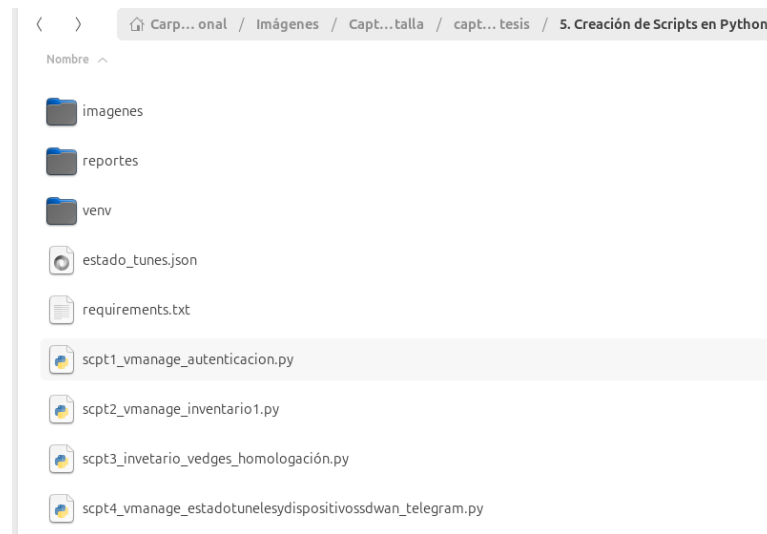 Carp... onal / Imágenes / Capt...talla / capt... tesis / 5. Creación de Scripts en Python
Nombre
imagenes
reportes
venv
estado_tunes.json
requirements.txt
scpt1_vmanage_autenticacion.py
scpt2_vmanage_inventario1.py
scpt3_invetario_vedges_homologación.py
scpt4_vmanage_estadotunelesydispositivossdwan_telegram.py